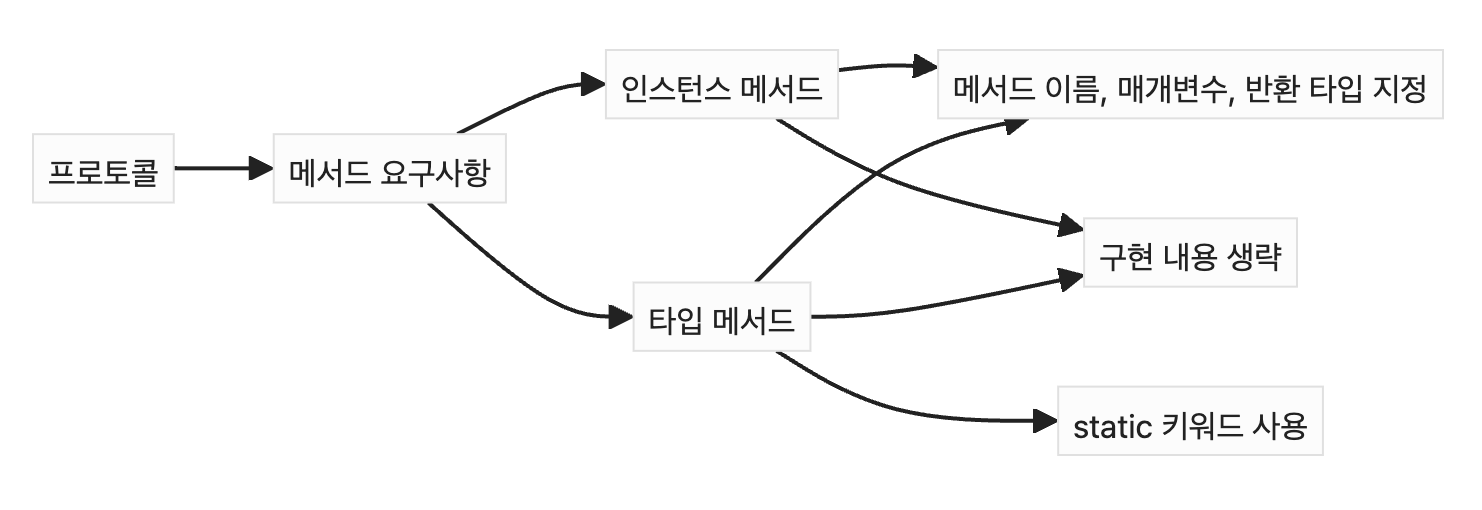 프로토콜
메서드 요구사항
인스턴스 메서드
타입 메서드
메서드 이름, 매개변수, 반환 타입 지정
구현 내용 생략
static 키워드 사용